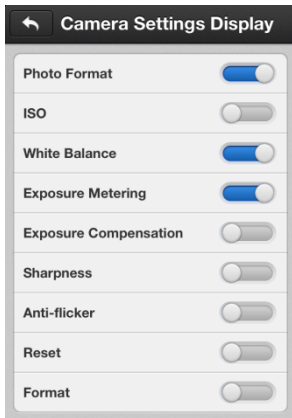 Camera Settings Display
Photo Format
ISO
White Balance
Exposure Metering
Exposure Compensation
Sharpness
Anti-flicker
Reset
Format